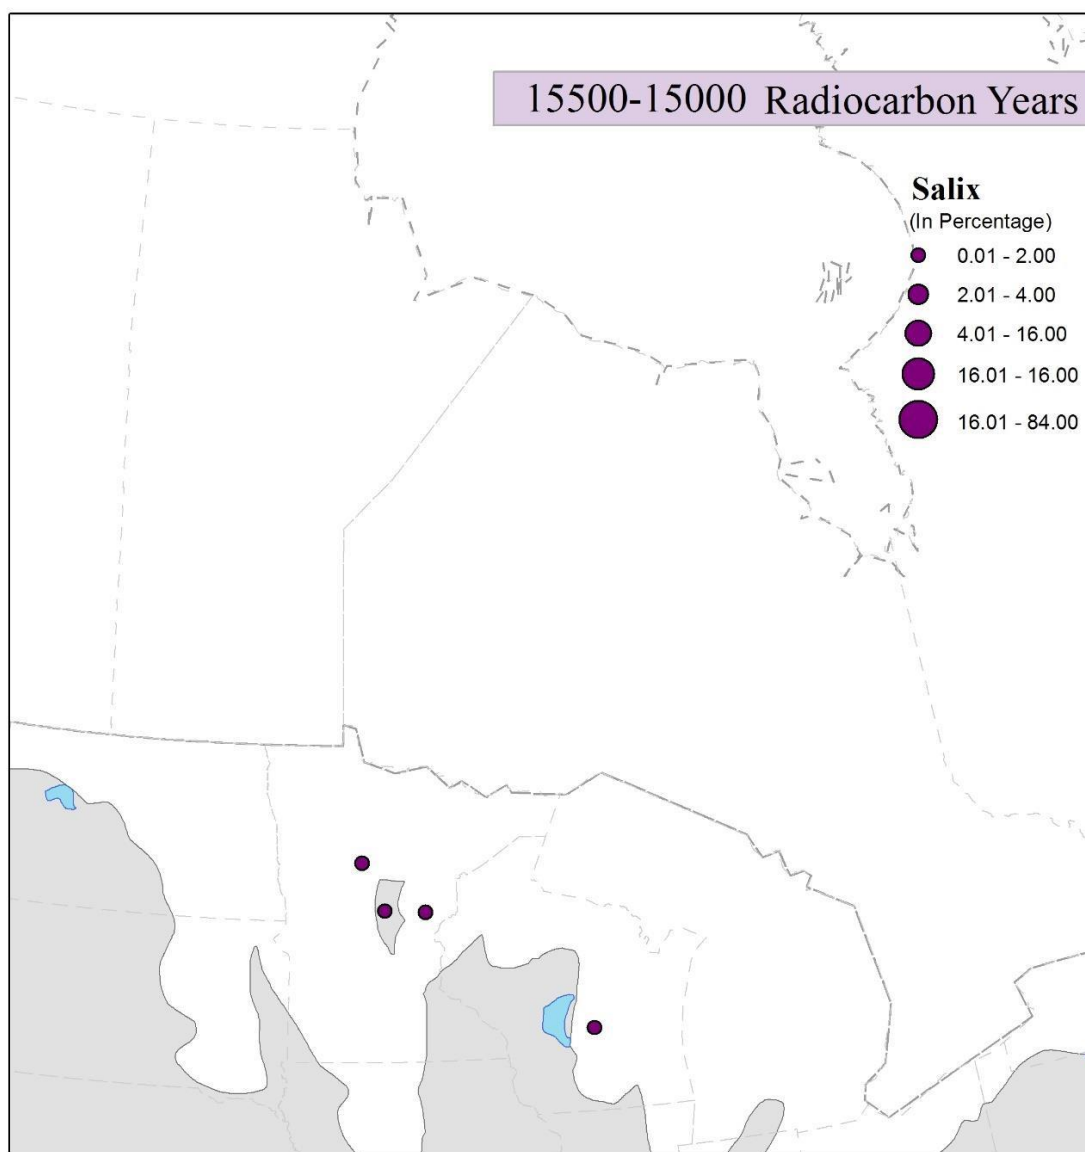 15500-15000 Radiocarbon Years
Salix
(In Percentage)
0.01 - 2.00
2.01 - 4.00
4.01 - 16.00
16.01 - 16.00
16.01 - 84.00